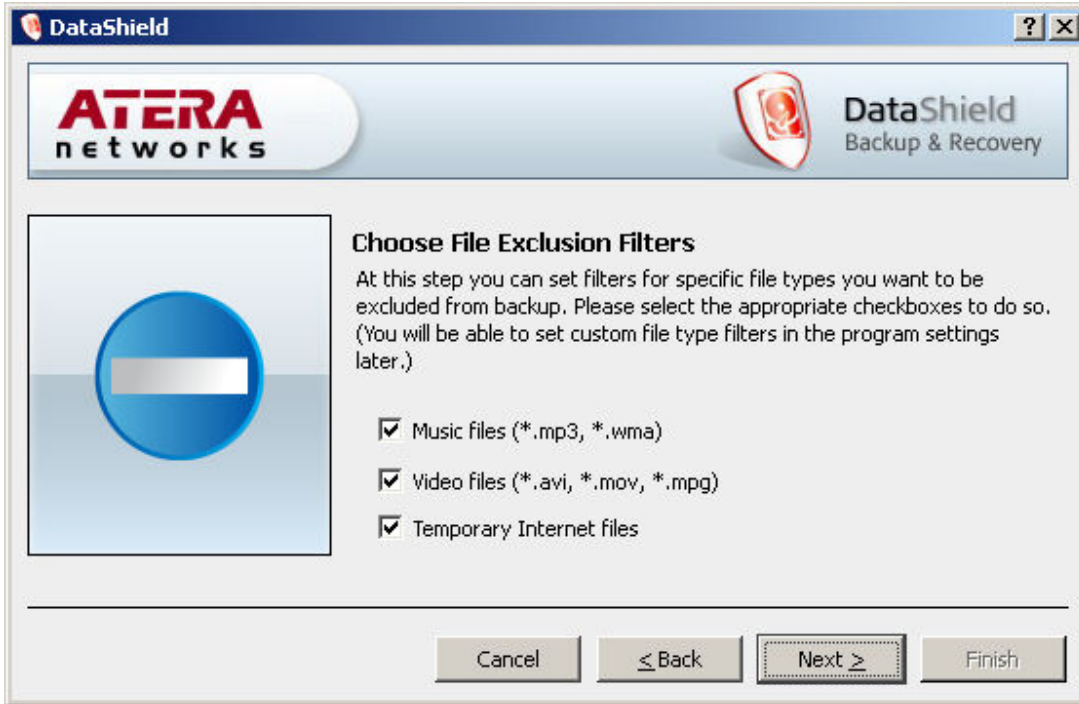 DataShield
ATERA
networks
DataShield
Backup & Recovery
Choose File Exclusion Filters
At this step you can set filters for specific file types you want to be
excluded from backup. Please select the appropriate checkboxes to do so.
(You will be able to set custom file type filters in the program settings
later.)
Music files (*.mp3, *.wma)
Video files (*.avi, *.mov, *.mpg)
Temporary Internet files
Cancel
< Back
Next >
Finish